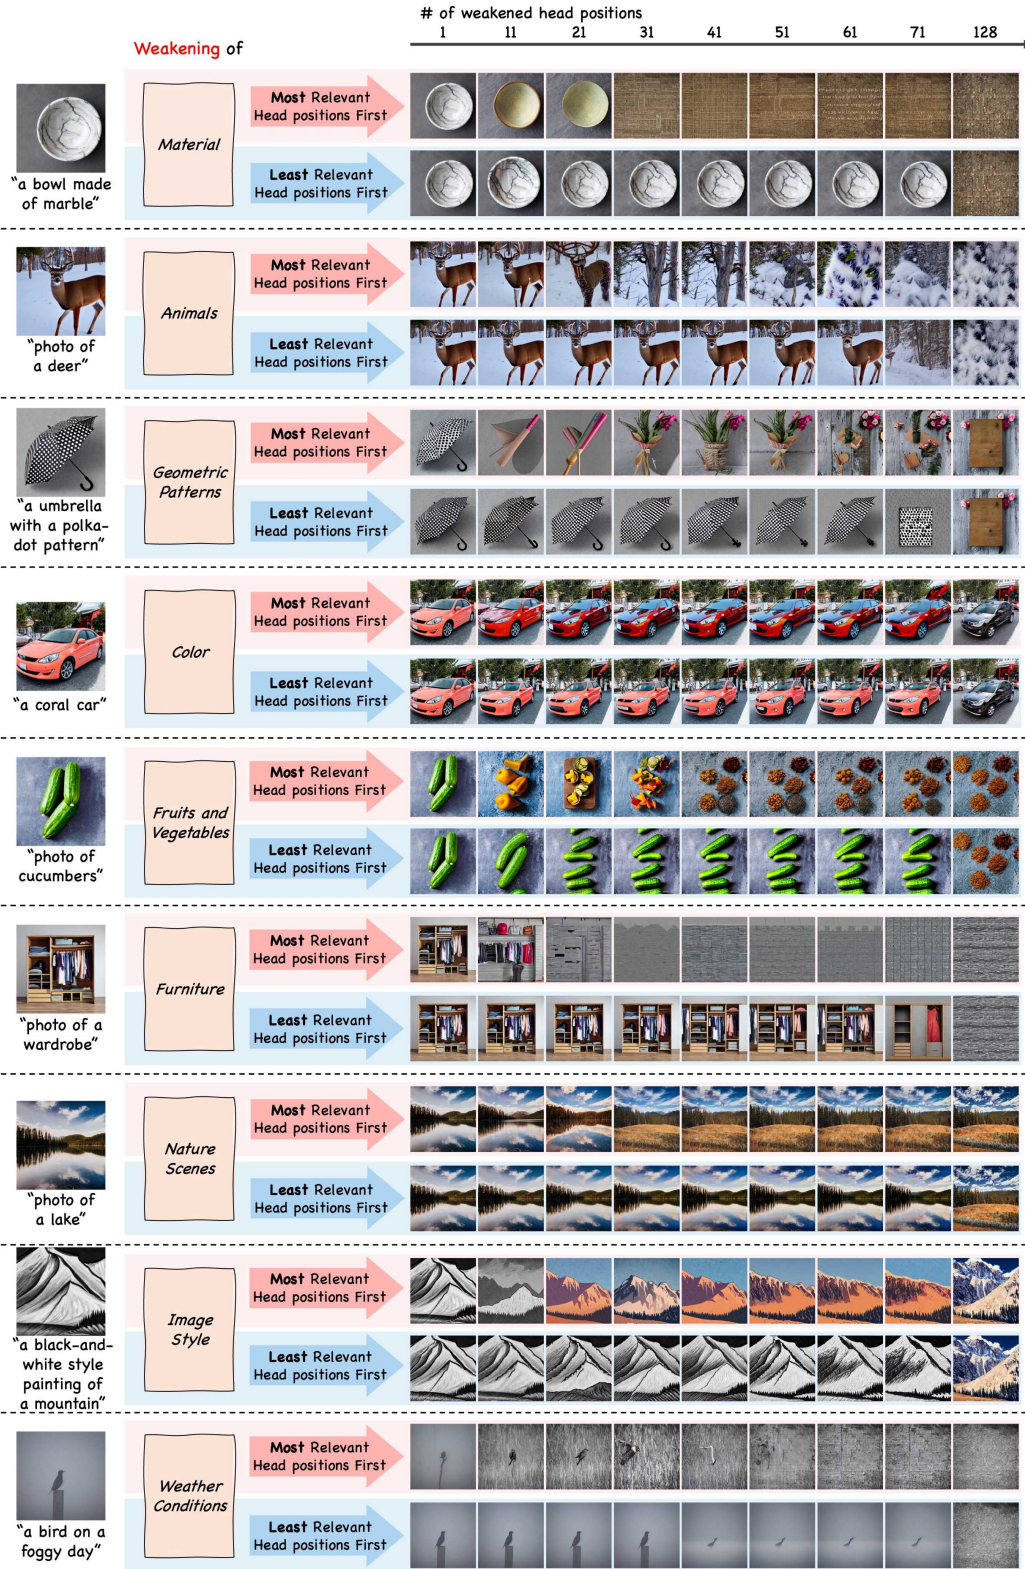 # of weakened head positions
1 11 21 31 41 51 61 71 128
Weakening of
"a bowl made
of marble"
Material
Most Relevant
Head positions First
Least Relevant
Head positions First
"photo of
a deer"
Animals
Most Relevant
Head positions First
Least Relevant
Head positions First
"a umbrella
with a polka-
dot pattern"
Geometric
Patterns
Most Relevant
Head positions First
Least Relevant
Head positions First
"a coral car"
Color
Most Relevant
Head positions First
Least Relevant
Head positions First
"photo of
cucumbers"
Fruits and
Vegetables
Most Relevant
Head positions First
Least Relevant
Head positions First
"photo of a
wardrobe"
Furniture
Most Relevant
Head positions First
Least Relevant
Head positions First
"photo of
a lake"
Nature
Scenes
Most Relevant
Head positions First
Least Relevant
Head positions First
"a black-and-
white style
painting of
a mountain"
Image
Style
Most Relevant
Head positions First
Least Relevant
Head positions First
"a bird on a
foggy day"
Weather
Conditions
Most Relevant
Head positions First
Least Relevant
Head positions First